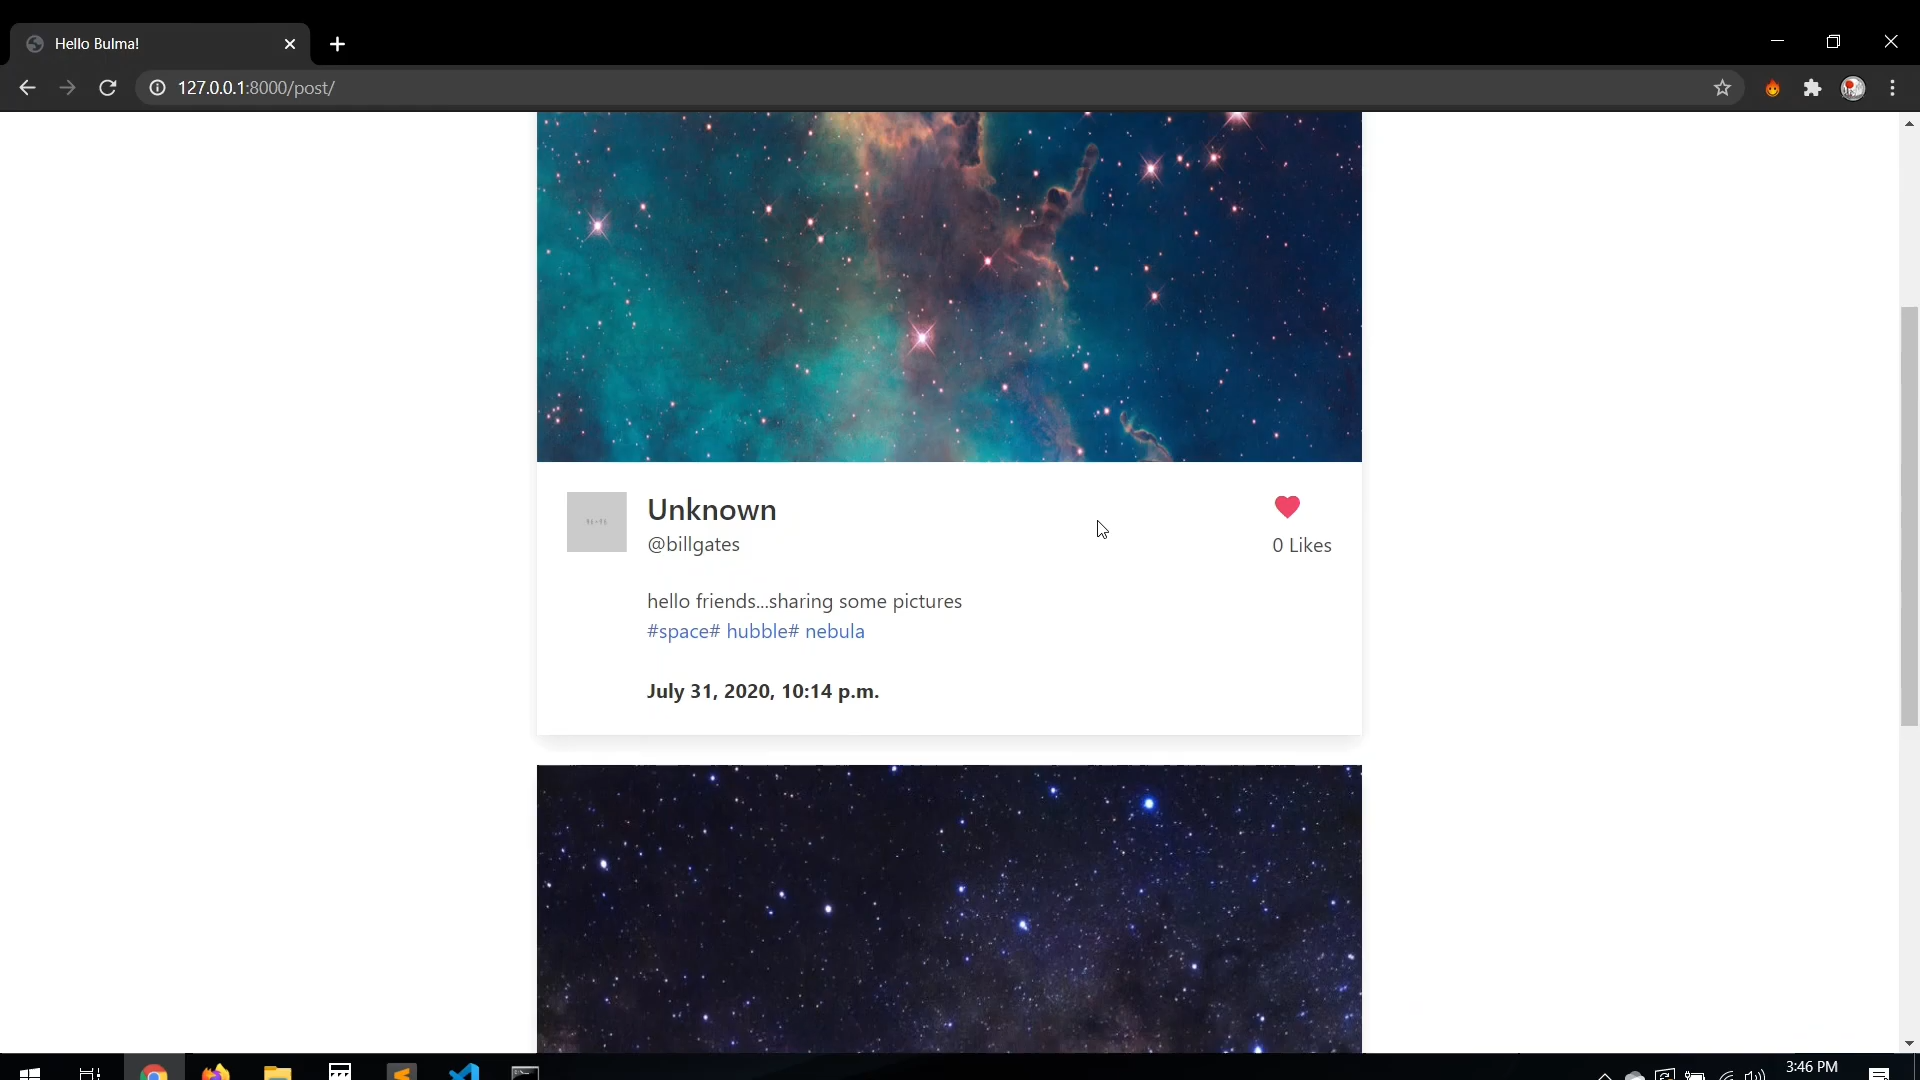 Hello Bulma!
127.0.0.1:8000/post/
Unknown
@billgates
0 Likes
hello friends...sharing some pictures
#space# hubble# nebula
July 31, 2020, 10:14 p.m.
3:46 PM